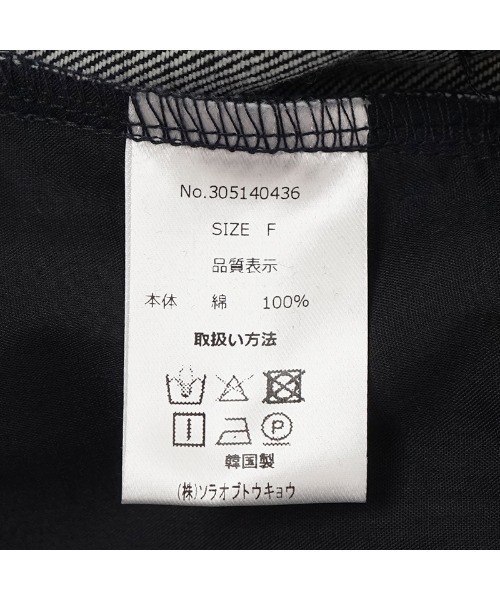 No.305140436
SIZE F
品質表示
本体 綿 100%
取扱い方法
P
韓国製
(株)ソラオブトウキョウ